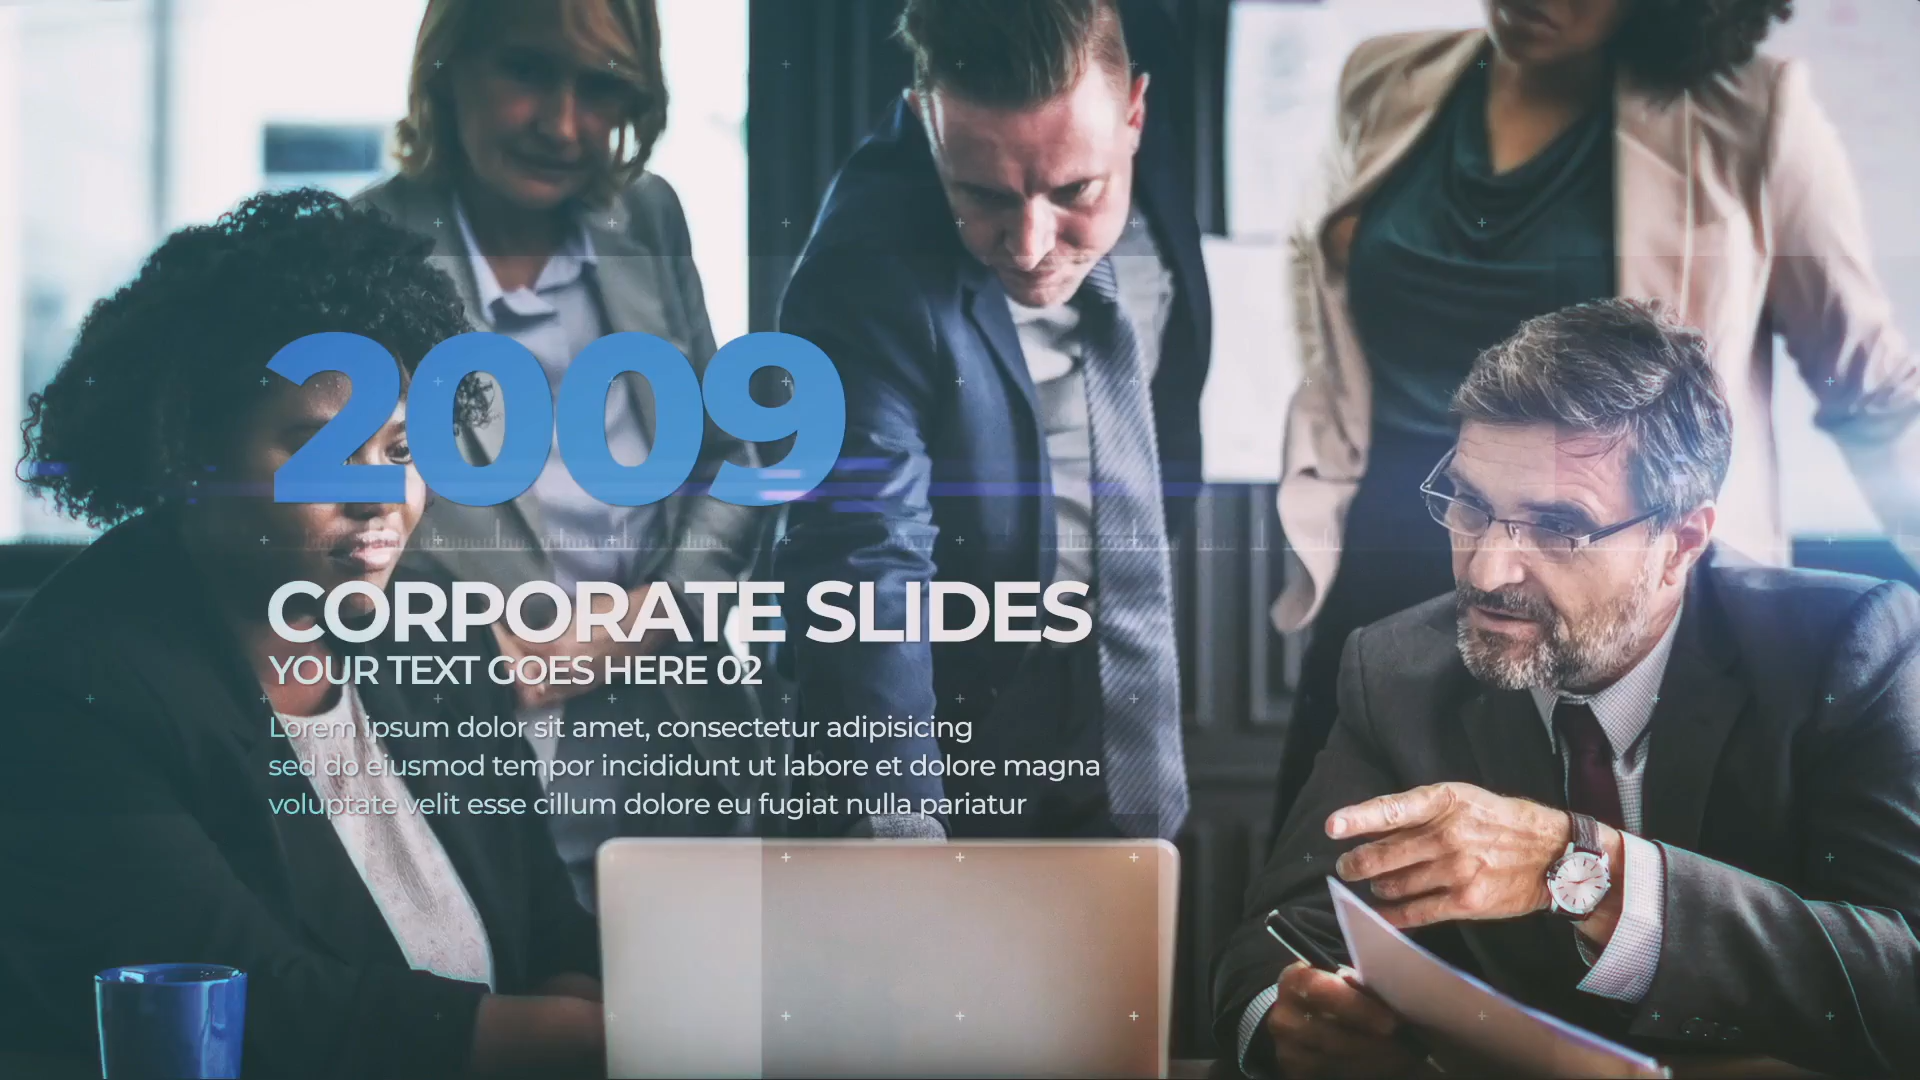 2009
CORPORATE SLIDES
YOUR TEXT GOES HERE 02
Lorem ipsum dolor sit amet, consectetur adipisicing
sed do eiusmod tempor incididunt ut labore et dolore magna
voluptate velit esse cillum dolore eu fugiat nulla pariatur